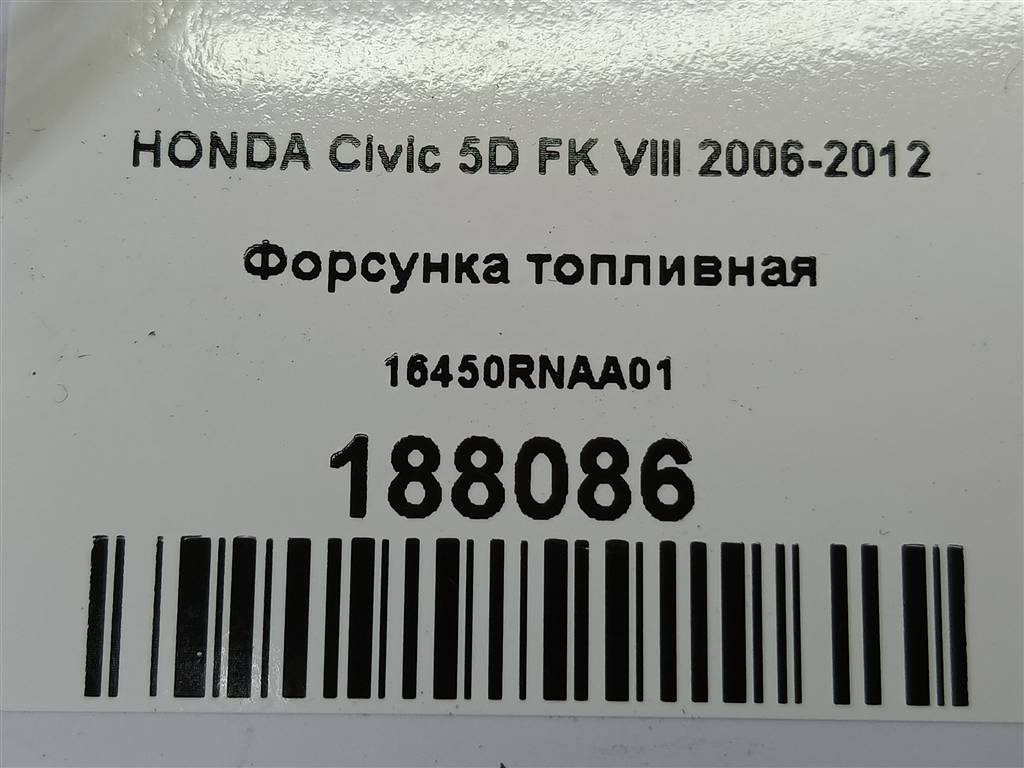 HONDA Civic 5D FK VIII 2006-2012
Форсунка топливная
16450RNAA01
188086